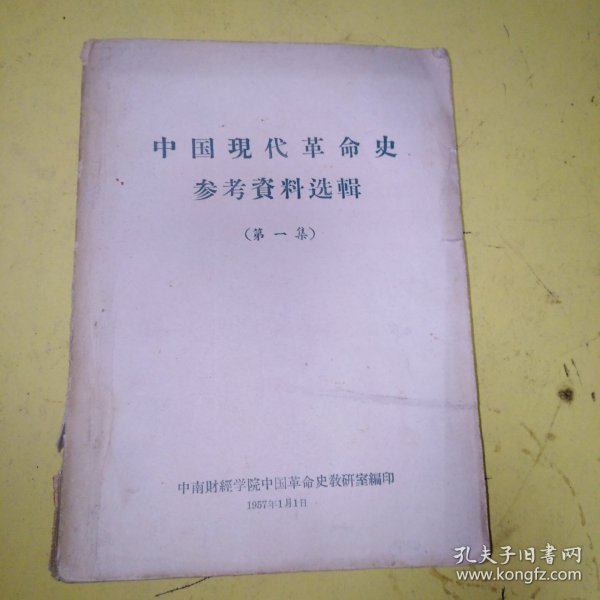 中国現代革命史
参考資料选輯
（第一集）
中南財經学院中国革命史教研室編印
1957年1月1日
孔夫子旧書网
www.kongfz.com